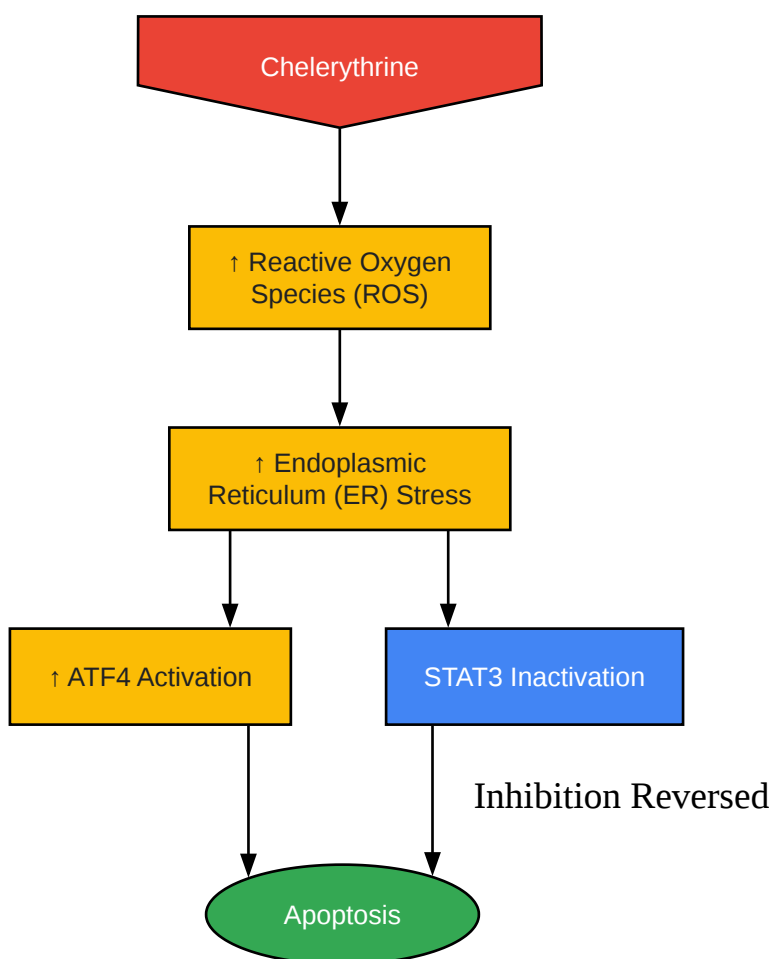 Chelerythrine
↑ Reactive Oxygen
Species (ROS)
↑ Endoplasmic
Reticulum (ER) Stress
↑ ATF4 Activation
STAT3 Inactivation
Inhibition Reversed
Apoptosis